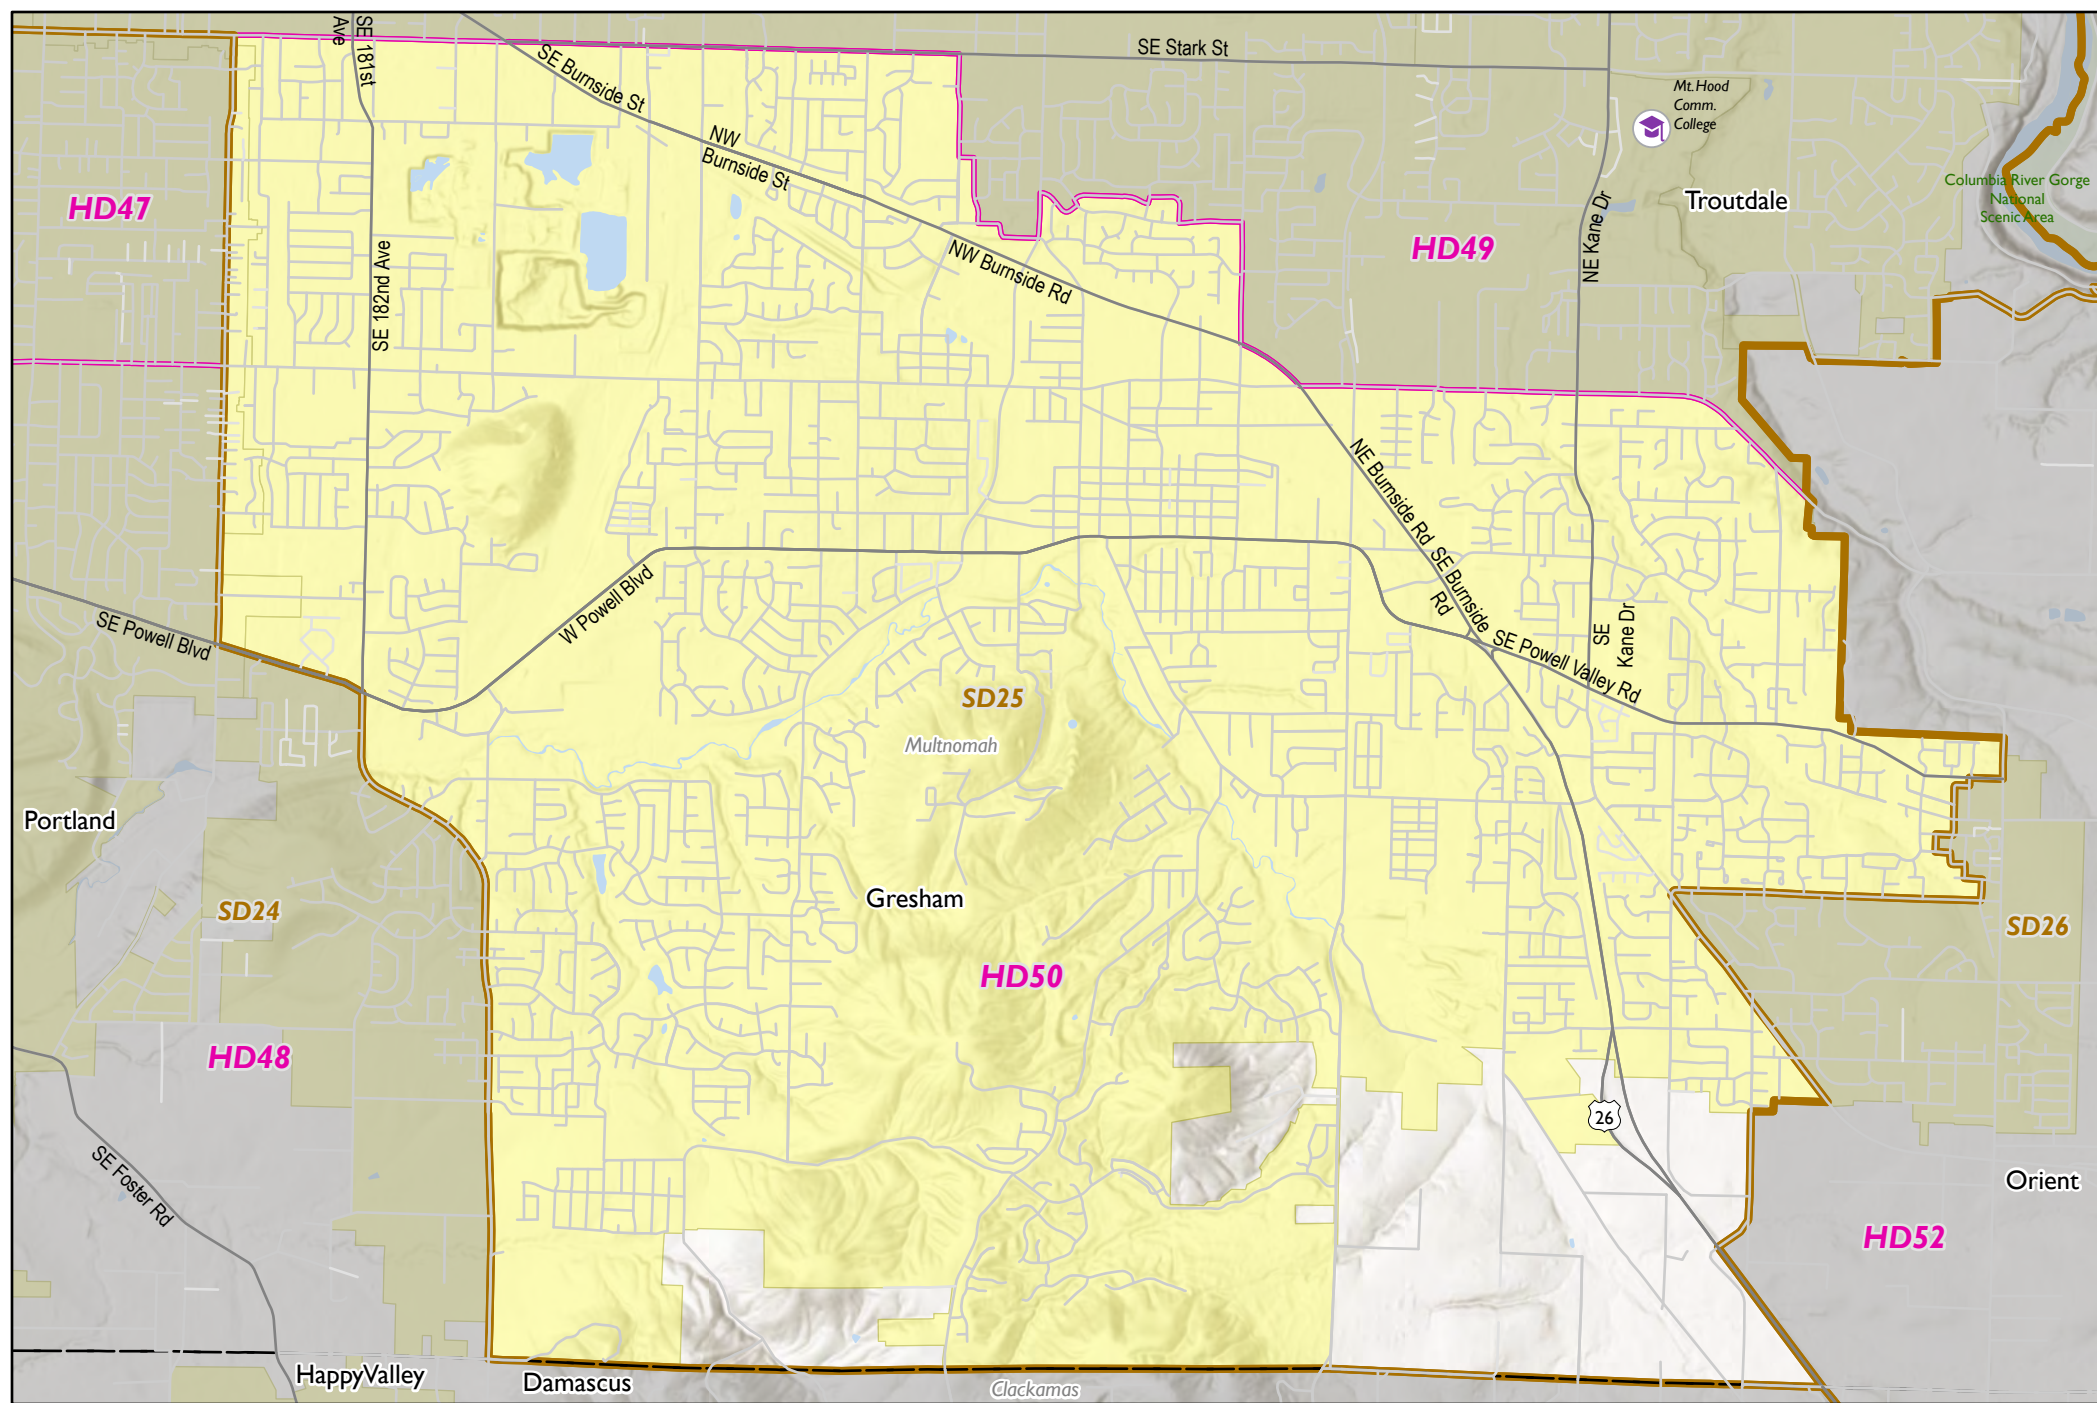 SE 181st
Ave
SE Burnside St
SE Stark St
Mt. Hood
Comm.
College
NW
Burnside St
HD47
Troutdale
Columbia River Gorge
National
Scenic Area
HD49
NE Kane Dr
SE 182nd Ave
NW Burnside Rd
NE Burnside Rd
SE Burnside
Rd
W Powell Blvd
SE Powell Blvd
SE
Kane Dr
SE Powell Valley Rd
SD25
Multnomah
Portland
Gresham
SD24
SD26
HD50
HD48
26
SE Foster Rd
Orient
HD52
HappyValley
Damascus
Clackamas